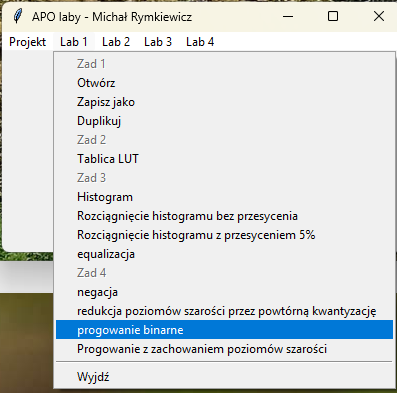 APO laby - Michał Rymkiewicz
Projekt Lab 1 Lab 2 Lab 3 Lab 4
Zad 1
Otwórz
Zapisz jako
Duplikuj
Zad 2
Tablica LUT
Zad 3
Histogram
Rozciągnięcie histogramu bez przesycenia
Rozciągnięcie histogramu z przesyceniem 5%
equalizacja
Zad 4
negacja
redukcja poziomów szarości przez powtórną kwantyzację
progowanie binarne
Progowanie z zachowaniem poziomów szarości
Wyjdź